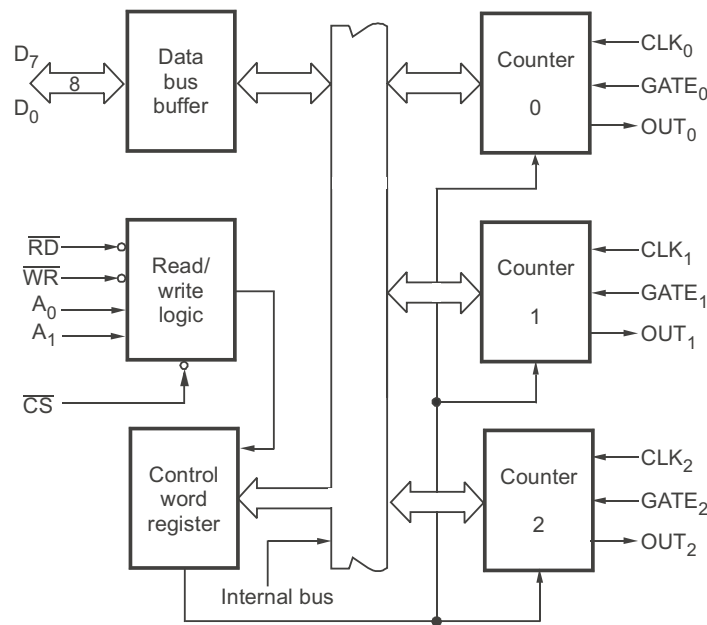 D7
8
D0
Data
bus
buffer
Counter
0
CLK0
GATE0
OUT0
RD
WR
A0
A1
CS
Read/
write
logic
Counter
1
CLK1
GATE1
OUT1
Control
word
register
Internal bus
Counter
2
CLK2
GATE2
OUT2